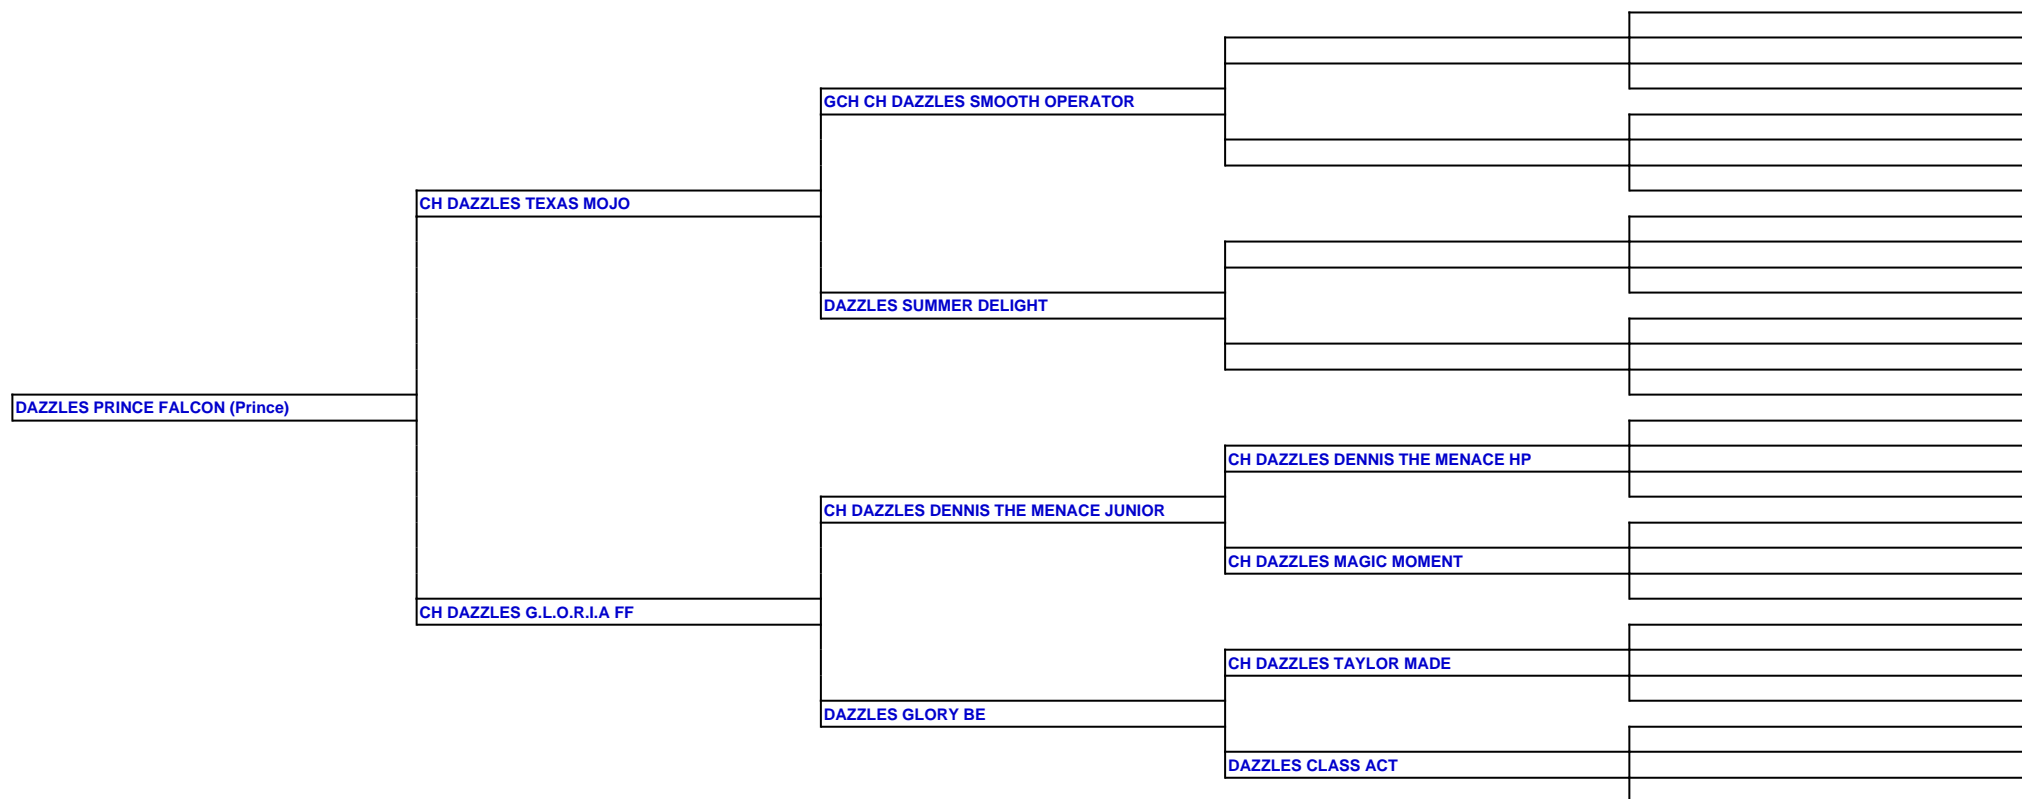 GCH CH DAZZLES SMOOTH OPERATOR
CH DAZZLES TEXAS MOJO
DAZZLES SUMMER DELIGHT
DAZZLES PRINCE FALCON (Prince)
CH DAZZLES DENNIS THE MENACE HP
CH DAZZLES DENNIS THE MENACE JUNIOR
CH DAZZLES MAGIC MOMENT
CH DAZZLES G.L.O.R.I.A FF
CH DAZZLES TAYLOR MADE
DAZZLES GLORY BE
DAZZLES CLASS ACT